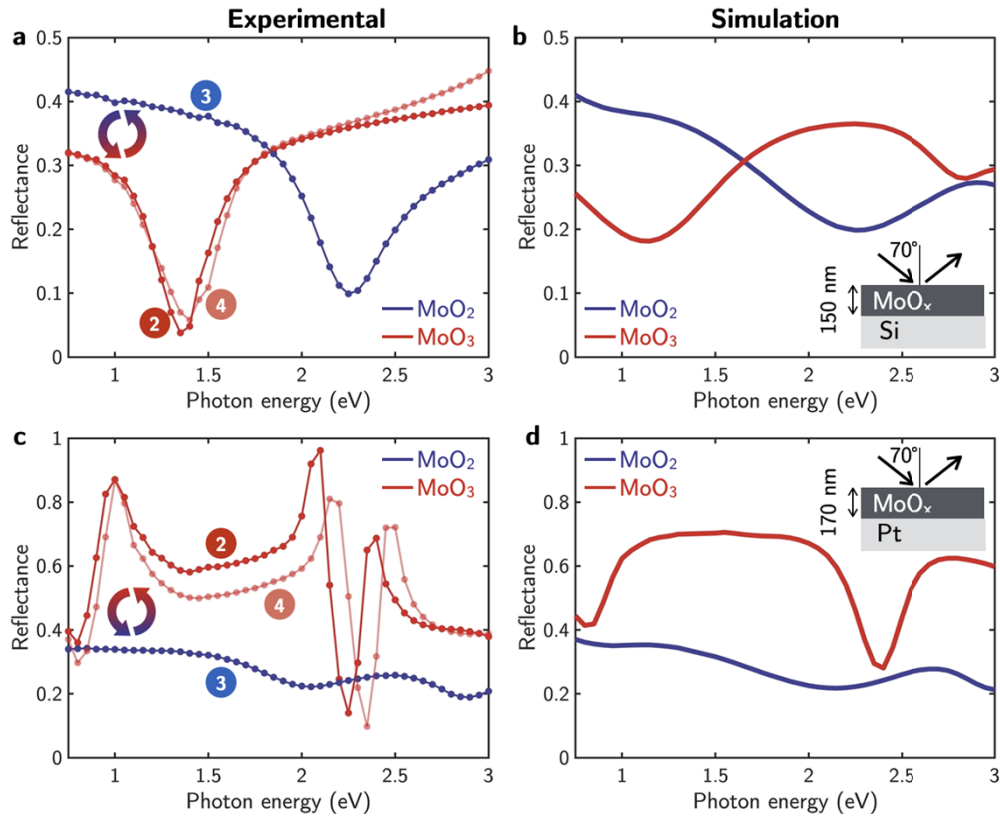 Experimental
Simulation
a
0.5
0.4
0.3
0.2
0.1
0
Reflectance
3
2
4
MoO₂
MoO₃
1
1.5
2
2.5
3
Photon energy (eV)
b
0.5
0.4
0.3
0.2
0.1
0
Reflectance
MoO₂
MoO₃
70°
150 nm
MoOₓ
Si
1
1.5
2
2.5
3
Photon energy (eV)
c
1
0.8
0.6
0.4
0.2
0
Reflectance
MoO₂
MoO₃
2
4
3
1
1.5
2
2.5
3
Photon energy (eV)
d
1
0.8
0.6
0.4
0.2
0
Reflectance
MoO₂
MoO₃
70°
170 nm
MoOₓ
Pt
1
1.5
2
2.5
3
Photon energy (eV)